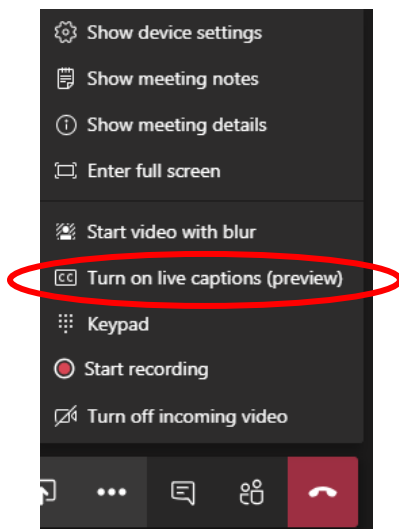 Show device settings
Show meeting notes
Show meeting details
Enter full screen
Start video with blur
CC Turn on live captions (preview)
Keypad
Start recording
Turn off incoming video